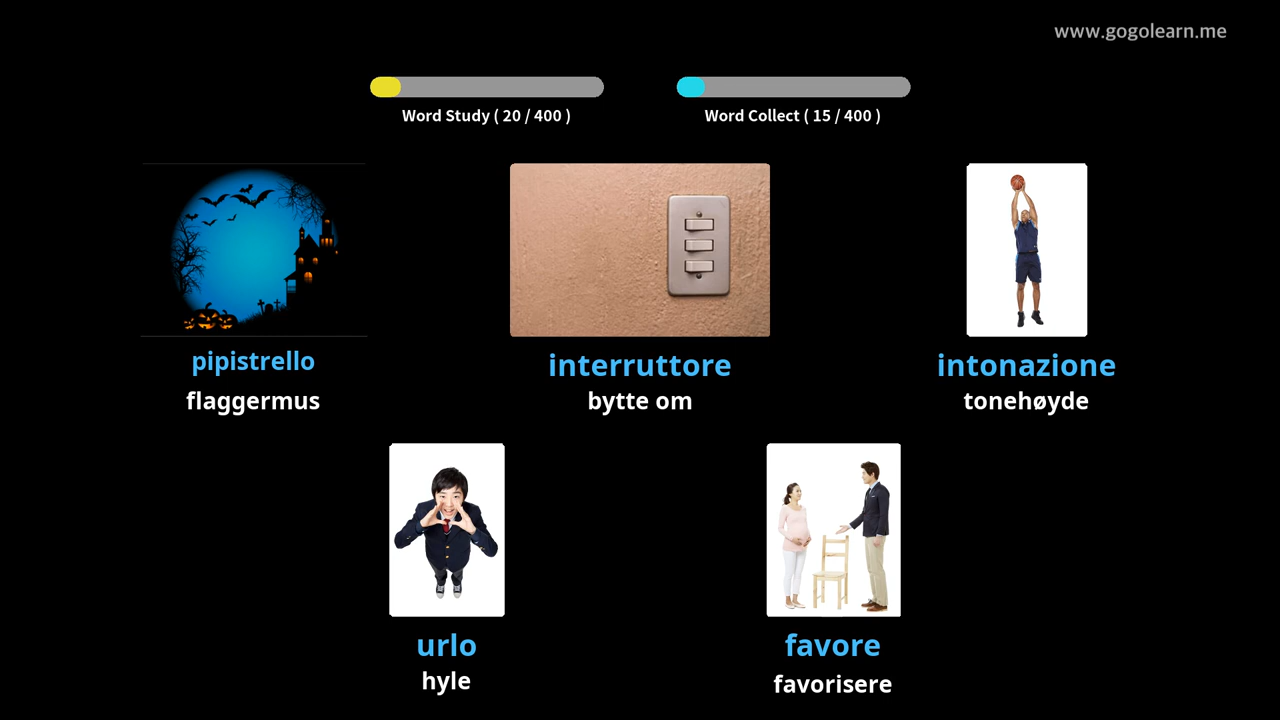 www.gogolearn.me
Word Study ( 20 / 400 )
Word Collect ( 15 / 400 )
pipistrello
flaggermus
interruttore
bytte om
intonazione
tonehøyde
urlo
hyle
favore
favorisere